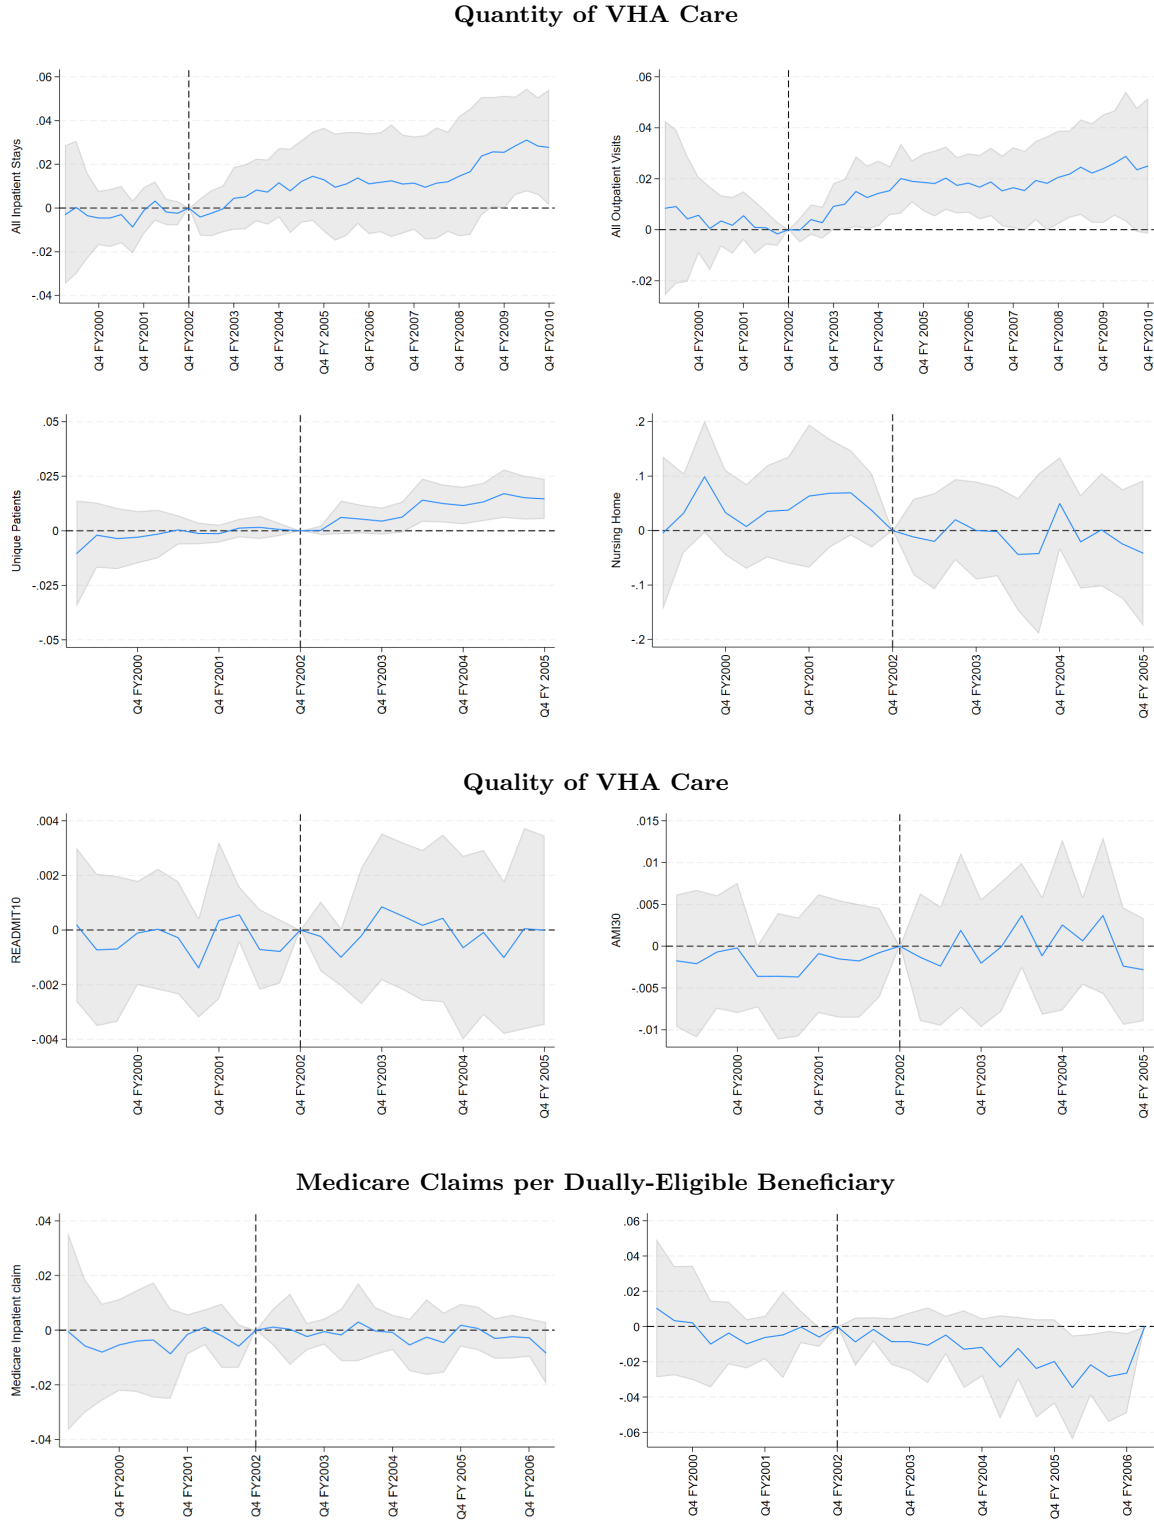 Quantity of VHA Care
All Inpatient Stays
.06
.04
.02
0
-.02
-.04
Q4 FY2000
Q4 FY2001
Q4 FY2002
Q4 FY2003
Q4 FY2004
Q4 FY 2005
Q4 FY2006
Q4 FY2007
Q4 FY2008
Q4 FY2009
Q4 FY2010
All Outpatient Visits
.06
.04
.02
0
-.02
Q4 FY2000
Q4 FY2001
Q4 FY2002
Q4 FY2003
Q4 FY2004
Q4 FY 2005
Q4 FY2006
Q4 FY2007
Q4 FY2008
Q4 FY2009
Q4 FY2010
Unique Patients
.05
.025
0
-.025
-.05
Q4 FY2000
Q4 FY2001
Q4 FY2002
Q4 FY2003
Q4 FY2004
Q4 FY 2005
Nursing Home
.2
.1
0
-.1
-.2
Q4 FY2000
Q4 FY2001
Q4 FY2002
Q4 FY2003
Q4 FY2004
Q4 FY 2005
Quality of VHA Care
READMIT10
.004
.002
0
-.002
-.004
Q4 FY2000
Q4 FY2001
Q4 FY2002
Q4 FY2003
Q4 FY2004
Q4 FY 2005
AMI30
.015
.01
.005
0
-.005
-.01
Q4 FY2000
Q4 FY2001
Q4 FY2002
Q4 FY2003
Q4 FY2004
Q4 FY 2005
Medicare Claims per Dually-Eligible Beneficiary
Medicare Inpatient claim
.04
.02
0
-.02
-.04
Q4 FY2000
Q4 FY2001
Q4 FY2002
Q4 FY2003
Q4 FY2004
Q4 FY 2005
Q4 FY2006
.06
.04
.02
0
-.02
-.04
-.06
Q4 FY2000
Q4 FY2001
Q4 FY2002
Q4 FY2003
Q4 FY2004
Q4 FY 2005
Q4 FY2006